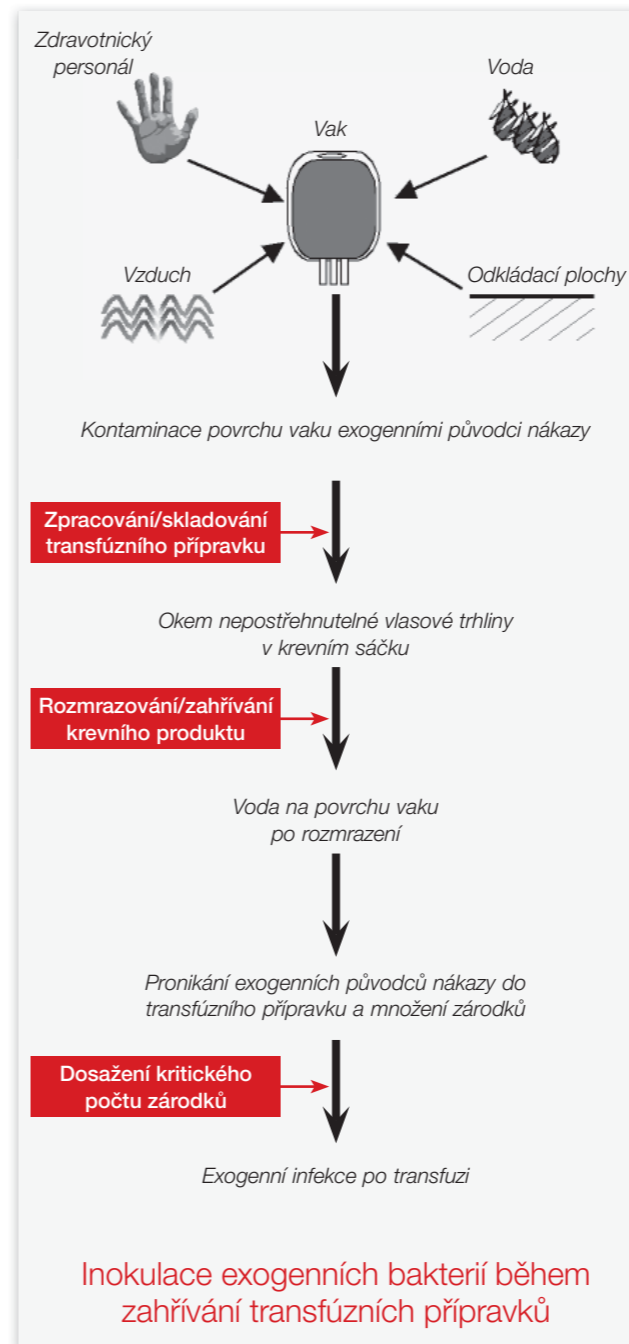 Zdravotnický
personál
Voda
Vak
Vzduch
Odkládací plochy
Kontaminace povrchu vaku exogenními původci nákazy
Zpracování/skladování
transfúzního přípravku
Okem nepostřehnutelné vlasové trhliny
v krevním sáčku
Rozmrazování/zahřívání
krevního produktu
Voda na povrchu vaku
po rozmrazení
Pronikání exogenních původců nákazy do
transfúzního přípravku a množení zárodků
Dosažení kritického
počtu zárodků
Exogenní infekce po transfuzi
Inokulace exogenních bakterií během
zahřívání transfúzních přípravků